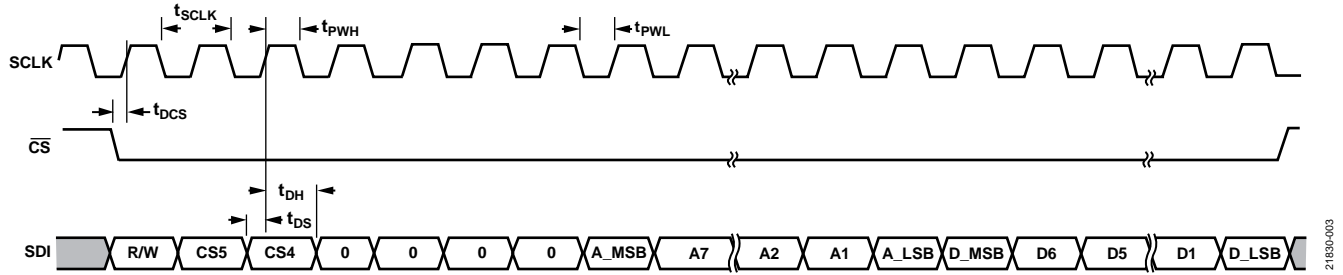 tSCLK tPWH tPWL
SCLK
tDCS
CS
tDH
tDS
SDI R/W CS5 CS4 0 0 0 0 A_MSB A7 A2 A1 A_LSB D_MSB D6 D5 D1 D_LSB
21830-003